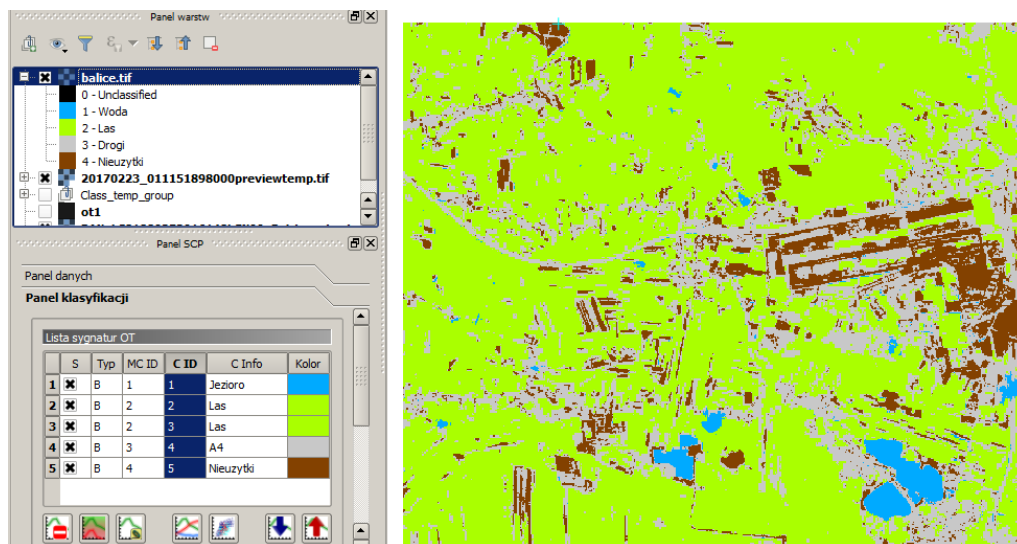 Panel warstw
balice.tif
0 - Unclassified
1 - Woda
2 - Las
3 - Drogi
4 - Nieuzytki
20170223_011151898000previewtemp.tif
Class_temp_group
ot1
Panel SCP
Panel danych
Panel klasyfikacji
Lista sygnatur OT
S Typ MC ID C ID C Info Kolor
1 B 1 1 Jezioro
2 B 2 2 Las
3 B 2 3 Las
4 B 3 4 A4
5 B 4 5 Nieuzytki